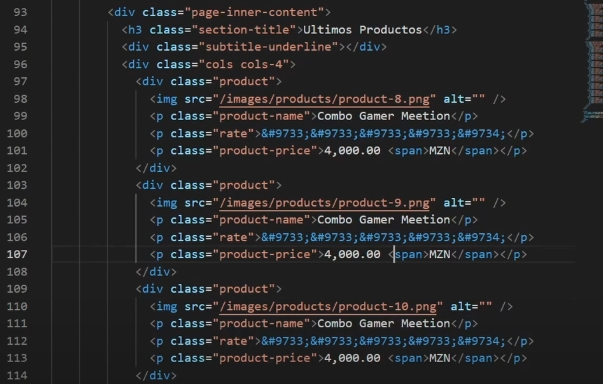 93 <div class="page-inner-content">
94 <h3 class="section-title">Ultimos Productos</h3>
95 <div class="subtitle-underline"></div>
96 <div class="cols cols-4">
97 <div class="product">
98 <img src="/images/products/product-8.png" alt="" />
99 <p class="product-name">Combo Gamer Meetion</p>
100 <p class="rate">&#9733;&#9733;&#9733;&#9733;&#9734;</p>
101 <p class="product-price">4,000.00 <span>MZN</span></p>
102 </div>
103 <div class="product">
104 <img src="/images/products/product-9.png" alt="" />
105 <p class="product-name">Combo Gamer Meetion</p>
106 <p class="rate">&#9733;&#9733;&#9733;&#9733;&#9734;</p>
107 <p class="product-price">4,000.00 <span>MZN</span></p>
108 </div>
109 <div class="product">
110 <img src="/images/products/product-10.png" alt="" />
111 <p class="product-name">Combo Gamer Meetion</p>
112 <p class="rate">&#9733;&#9733;&#9733;&#9733;&#9734;</p>
113 <p class="product-price">4,000.00 <span>MZN</span></p>
114 </div>